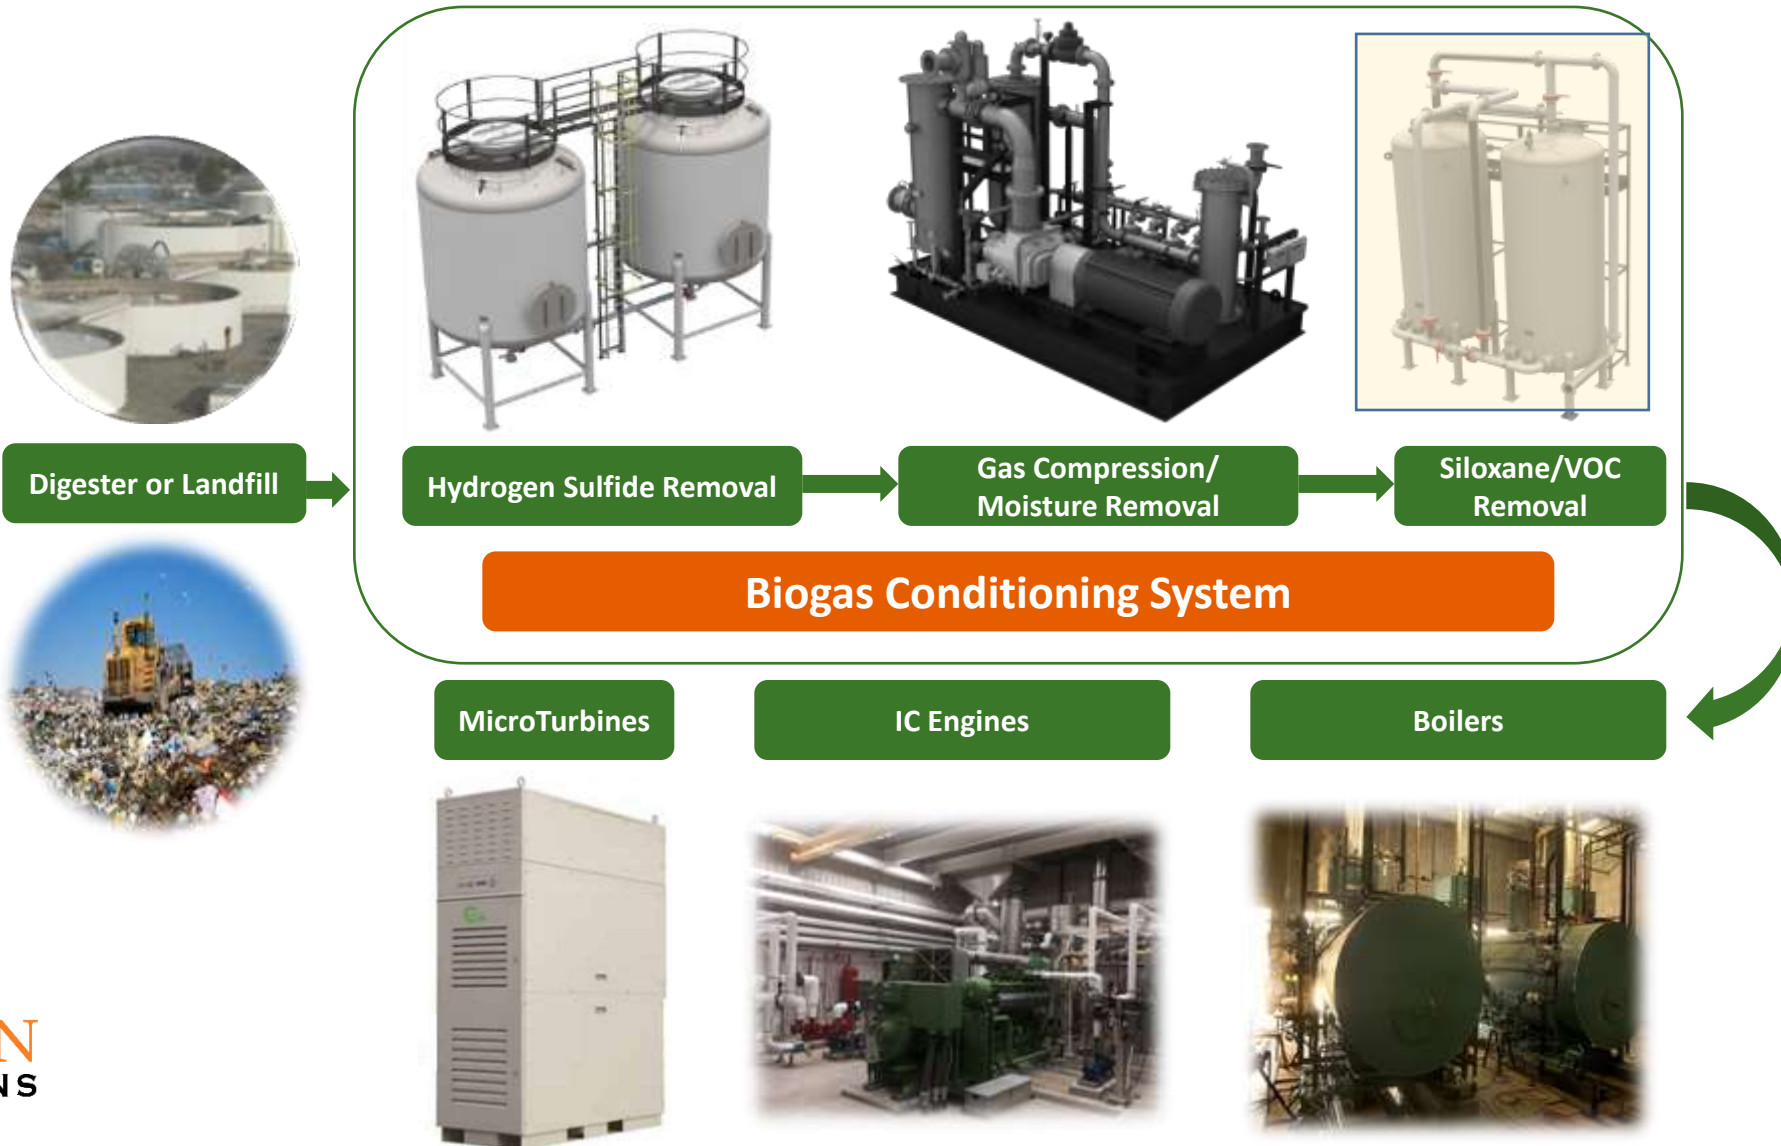 Digester or Landfill
Hydrogen Sulfide Removal
Gas Compression/
Moisture Removal
Siloxane/VOC
Removal
Biogas Conditioning System
MicroTurbines
IC Engines
Boilers
N
NS